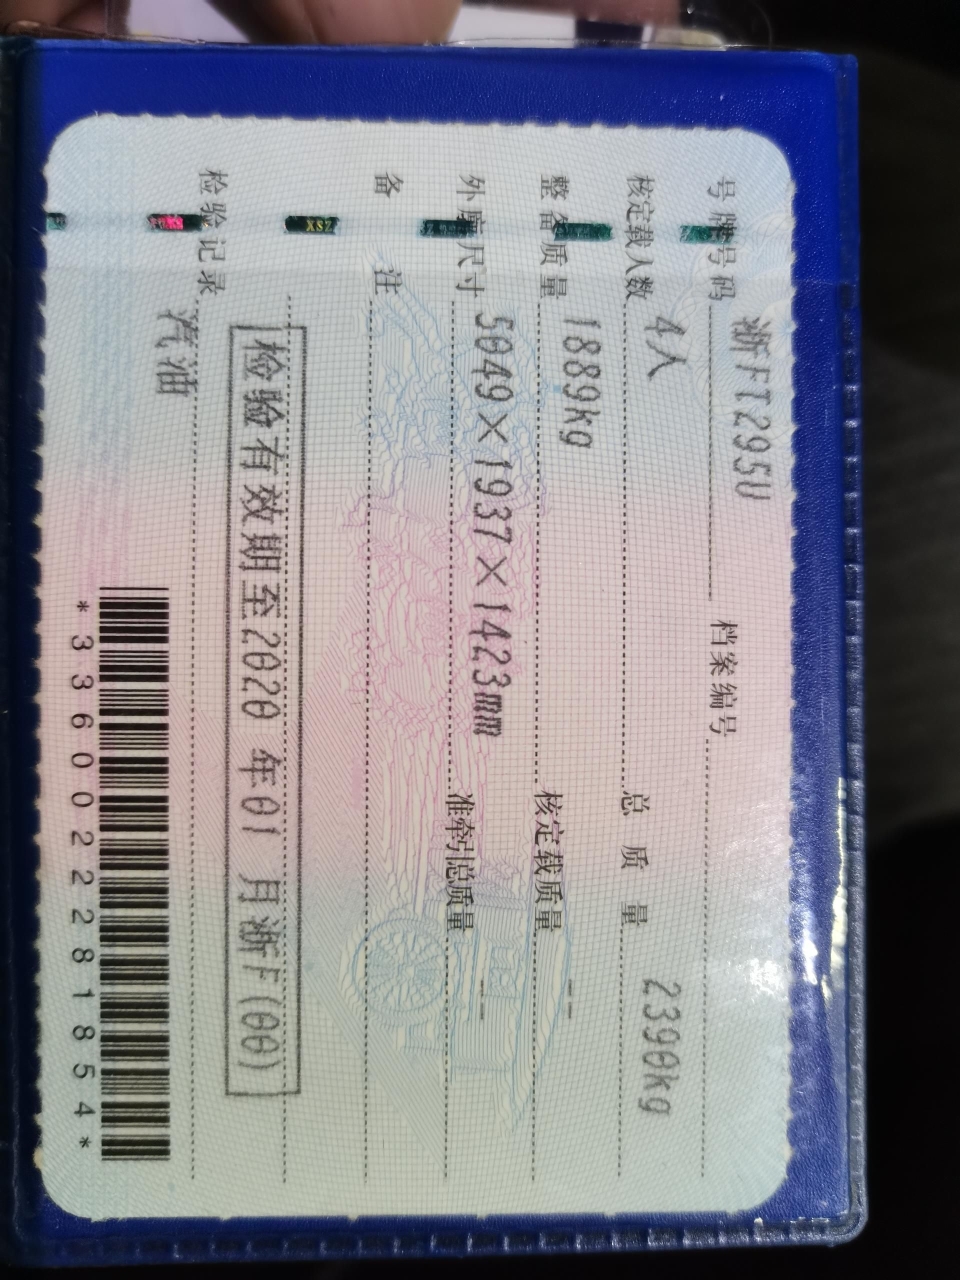 号牌号码 浙FT295U 档案编号
核定载人数 4人 总质量 2390kg
整备质量 1889kg 核定载质量 --
外廓尺寸 5049×1937×1423mm 准牵引总质量 --
备注
检验有效期至2020 年01 月浙F(00)
检验记录
汽油
*3360022281854*